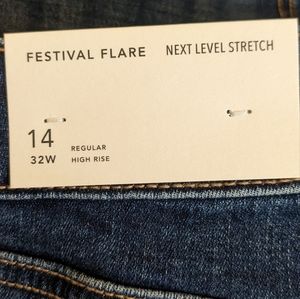 FESTIVAL FLARE NEXT LEVEL STRETCH
14 REGULAR
32W HIGH RISE